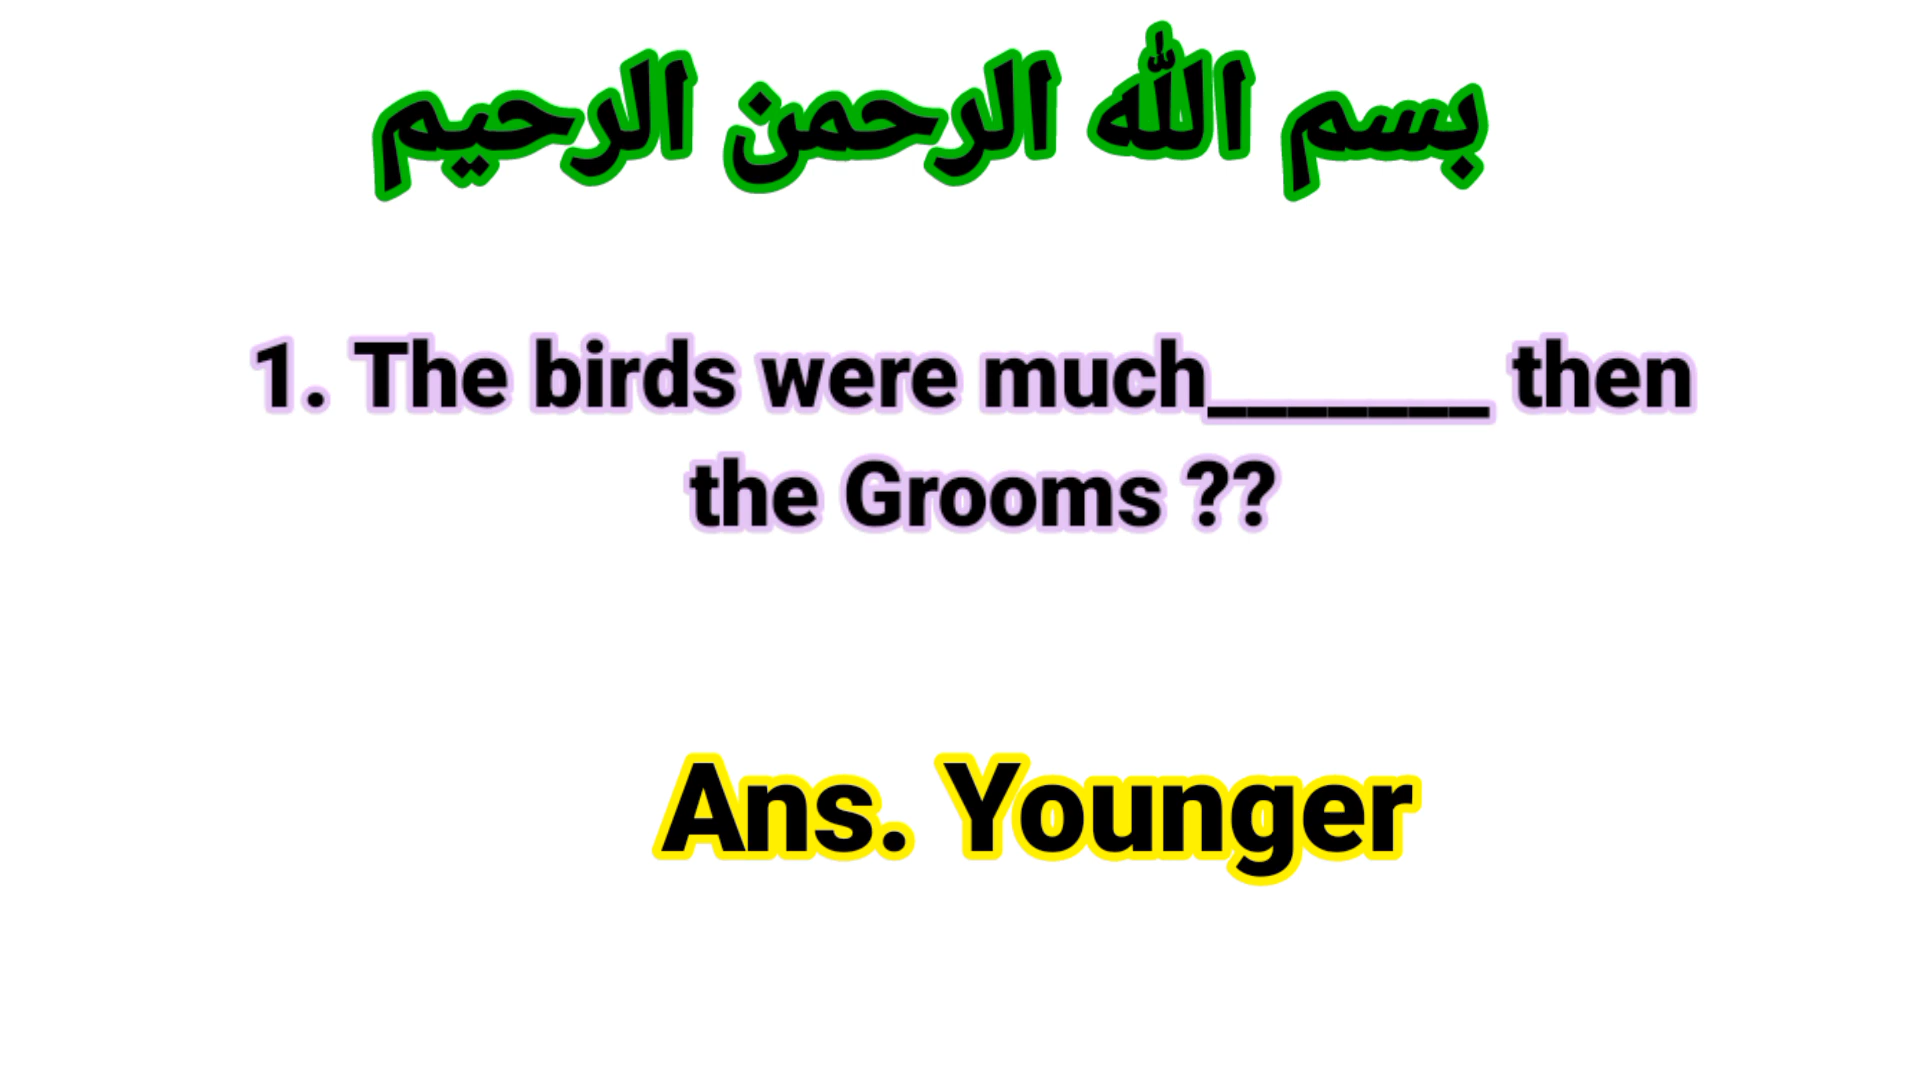 بسم الله الرحمن الرحيم
1. The birds were much_______ then
the Grooms ??
Ans. Younger